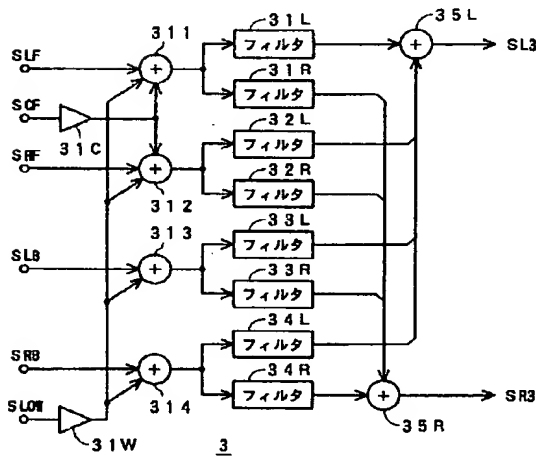 311
31L
35L
SLF
フィルタ
SL3
31R
SCF
フィルタ
31C
32L
フィルタ
SRF
32R
312
フィルタ
313
33L
フィルタ
SLB
33R
フィルタ
34L
フィルタ
SRB
34R
フィルタ
SR3
SLOW
314
35R
31W
3